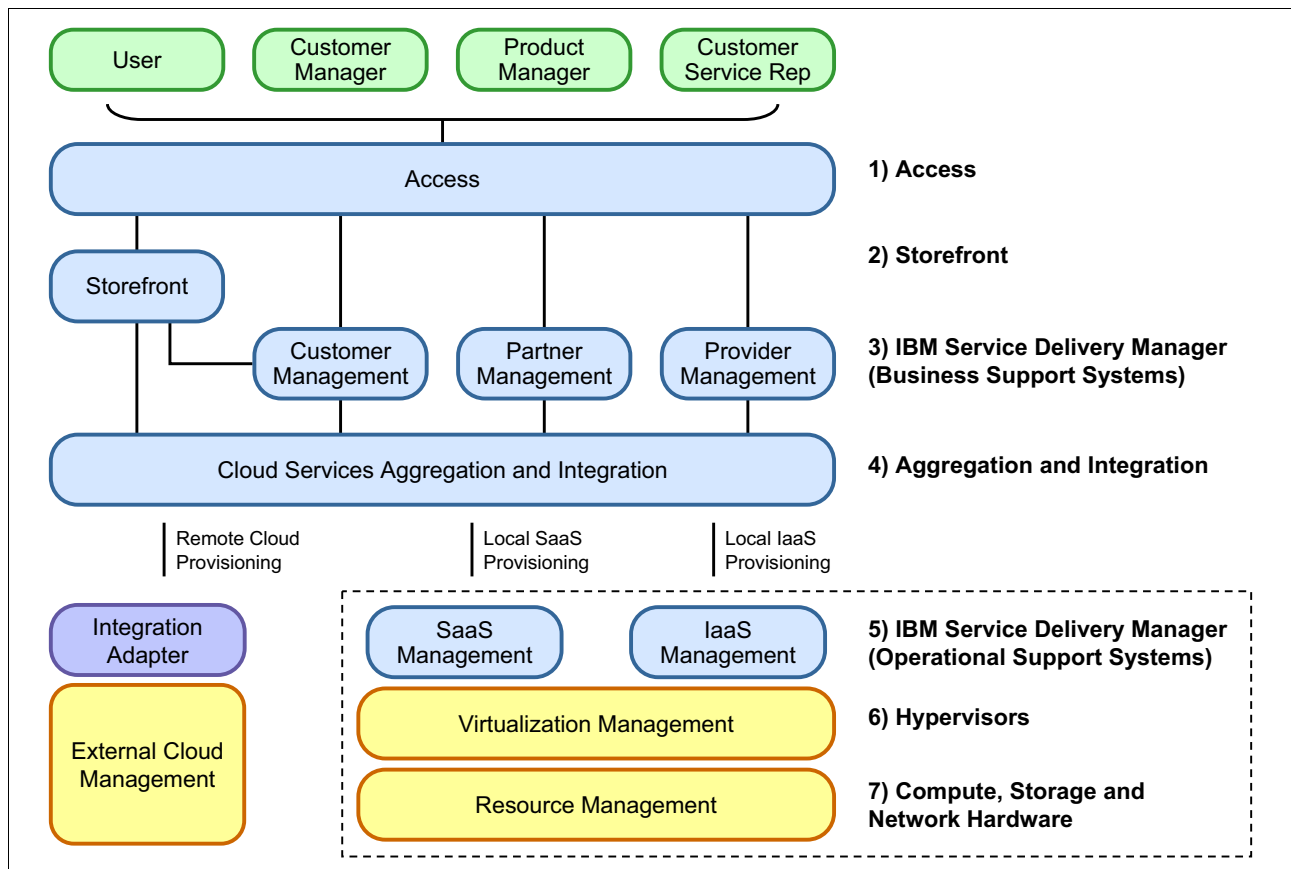 User
Customer
Manager
Product
Manager
Customer
Service Rep
Access
1) Access
Storefront
2) Storefront
Customer
Management
Partner
Management
Provider
Management
3) IBM Service Delivery Manager
(Business Support Systems)
Cloud Services Aggregation and Integration
4) Aggregation and Integration
Remote Cloud
Provisioning
Local SaaS
Provisioning
Local IaaS
Provisioning
Integration
Adapter
SaaS
Management
IaaS
Management
5) IBM Service Delivery Manager
(Operational Support Systems)
External Cloud
Management
Virtualization Management
6) Hypervisors
Resource Management
7) Compute, Storage and
Network Hardware